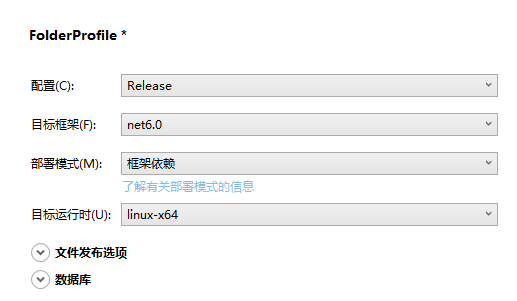 FolderProfile *
配置(C): Release
目标框架(F): net6.0
部署模式(M): 框架依赖
了解有关部署模式的信息
目标运行时(U): linux-x64
文件发布选项
数据库